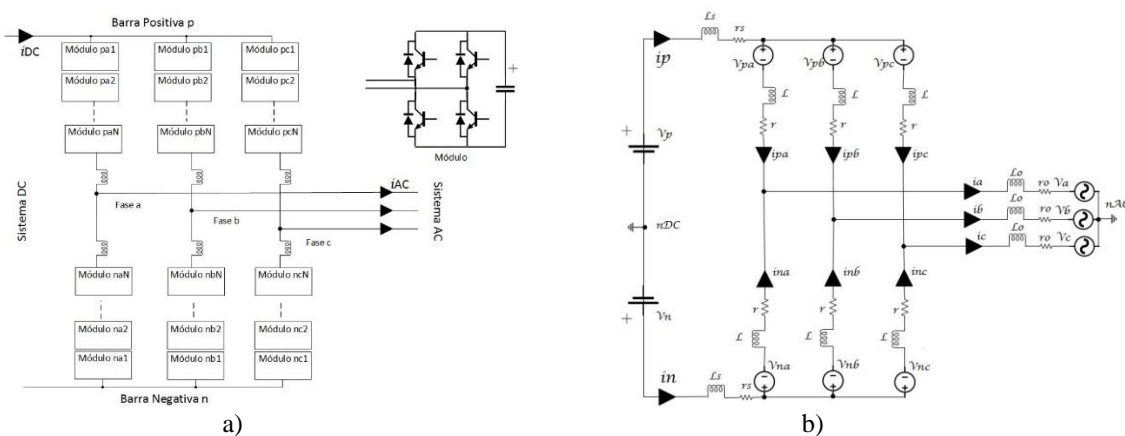 Barra Positiva p
iDC
Módulo pa1
Módulo pb1
Módulo pc1
Módulo pa2
Módulo pb2
Módulo pc2
Módulo paN
Módulo pbN
Módulo pcN
+
Módulo
Sistema DC
iAC
Sistema AC
Fase a
Fase b
Fase c
Módulo naN
Módulo nbN
Módulo ncN
Módulo na2
Módulo nb2
Módulo nc2
Módulo na1
Módulo nb1
Módulo nc1
Barra Negativa n
a)
Ls
rs
ip
+
Vpa
+
-
Vpb
+
-
Vpc
+
-
L
L
L
+
Vp
r
r
r
ipa
ipb
ipc
nDC
ia
Lo
ro
Va
ib
Lo
ro
Vb
ic
Lo
ro
Vc
nAC
ina
inb
inc
+
Vn
r
r
r
L
L
L
Vna
-
+
Vnb
-
+
Vnc
-
+
in
Ls
rs
b)